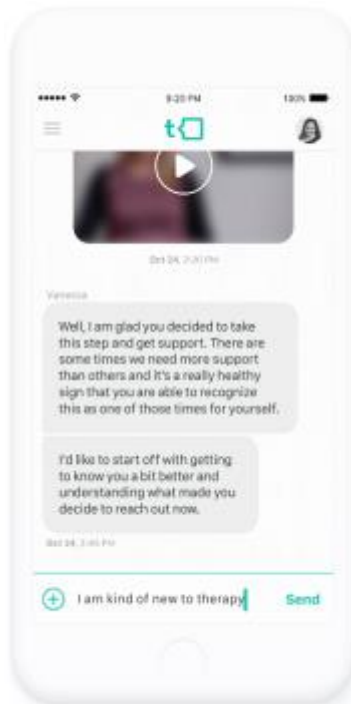 9:20 PM
100%
t
Oct 24, 2:20 PM
Vanessa
Well, I am glad you decided to take
this step and get support. There are
some times we need more support
than others and it's a really healthy
sign that you are able to recognize
this as one of those times for yourself.
I'd like to start off with getting
to know you a bit better and
understanding what made you
decide to reach out now.
Oct 24,
I am kind of new to therapy
Send